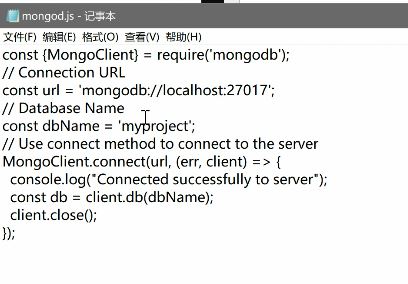 mongod.js - 记事本
文件(F) 编辑(E) 格式(O) 查看(V) 帮助(H)
const {MongoClient} = require('mongodb');
// Connection URL
const url = 'mongodb://localhost:27017';
// Database Name
const dbName = 'myproject';
// Use connect method to connect to the server
MongoClient.connect(url, (err, client) => {
  console.log("Connected successfully to server");
  const db = client.db(dbName);
  client.close();
});